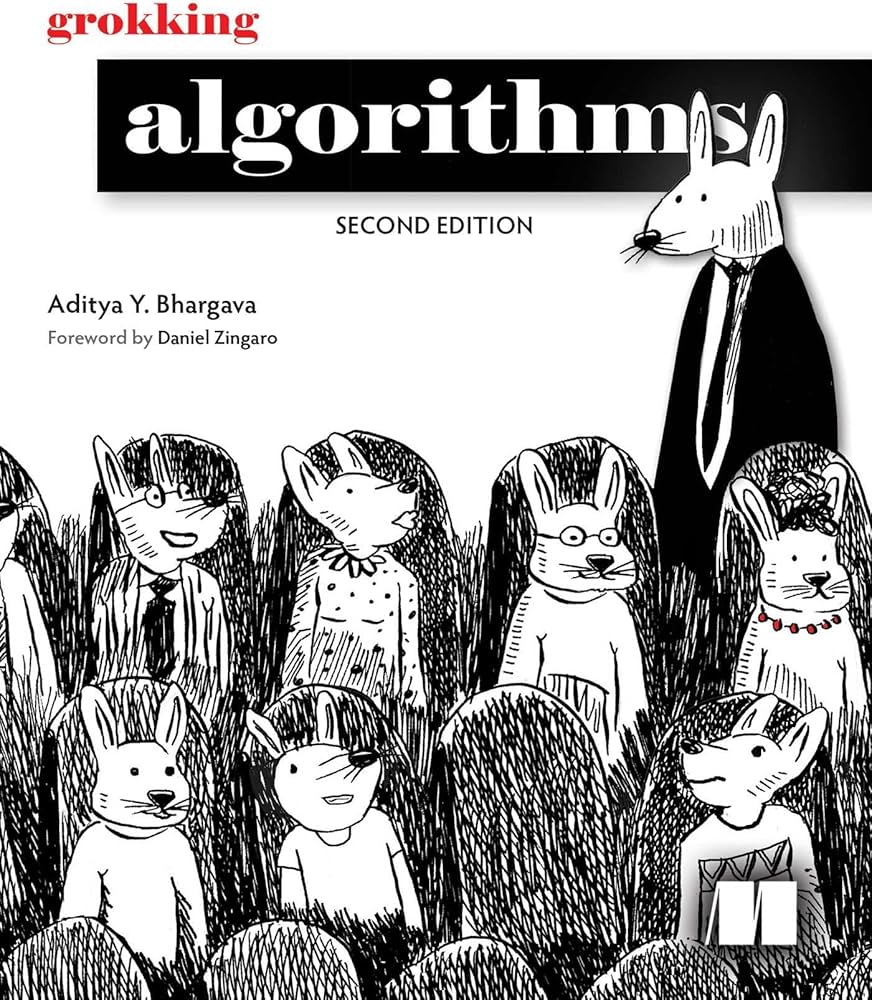 grokking
algorithms
SECOND EDITION
Aditya Y. Bhargava
Foreword by Daniel Zingaro